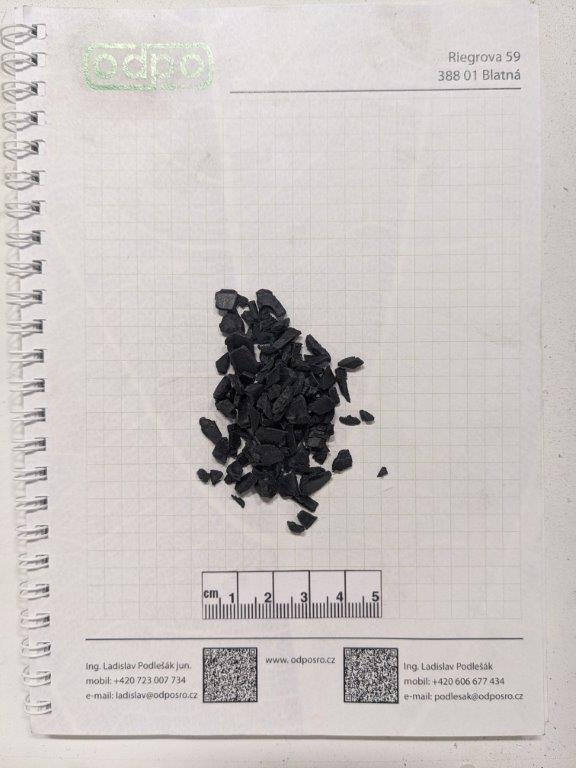 odpo
Riegrova 59
388 01 Blatná
cm 1 2 3 4 5
Ing. Ladislav Podlešák jun.
mobil: +420 723 007 734
e-mail: ladislav@odposro.cz
www. odposro.cz
Ing. Ladislav Podlešák
mobil: +420 606 677 434
e-mail: podlesak@odposro.cz